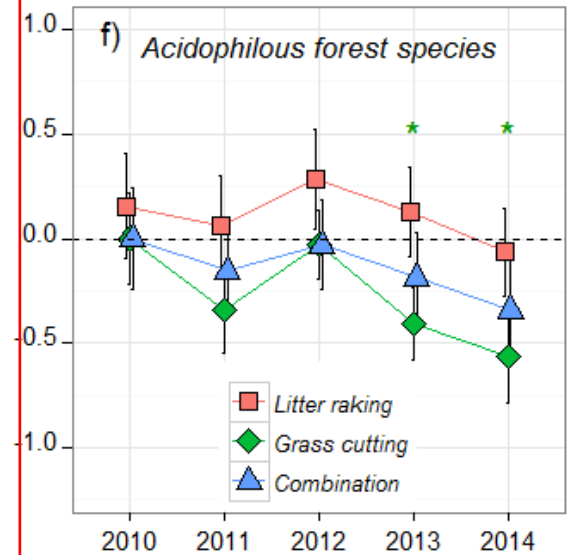 f) Acidophilous forest species
1.0
0.5
* *
0.0
-0.5
-1.0
Litter raking
Grass cutting
Combination
2010 2011 2012 2013 2014